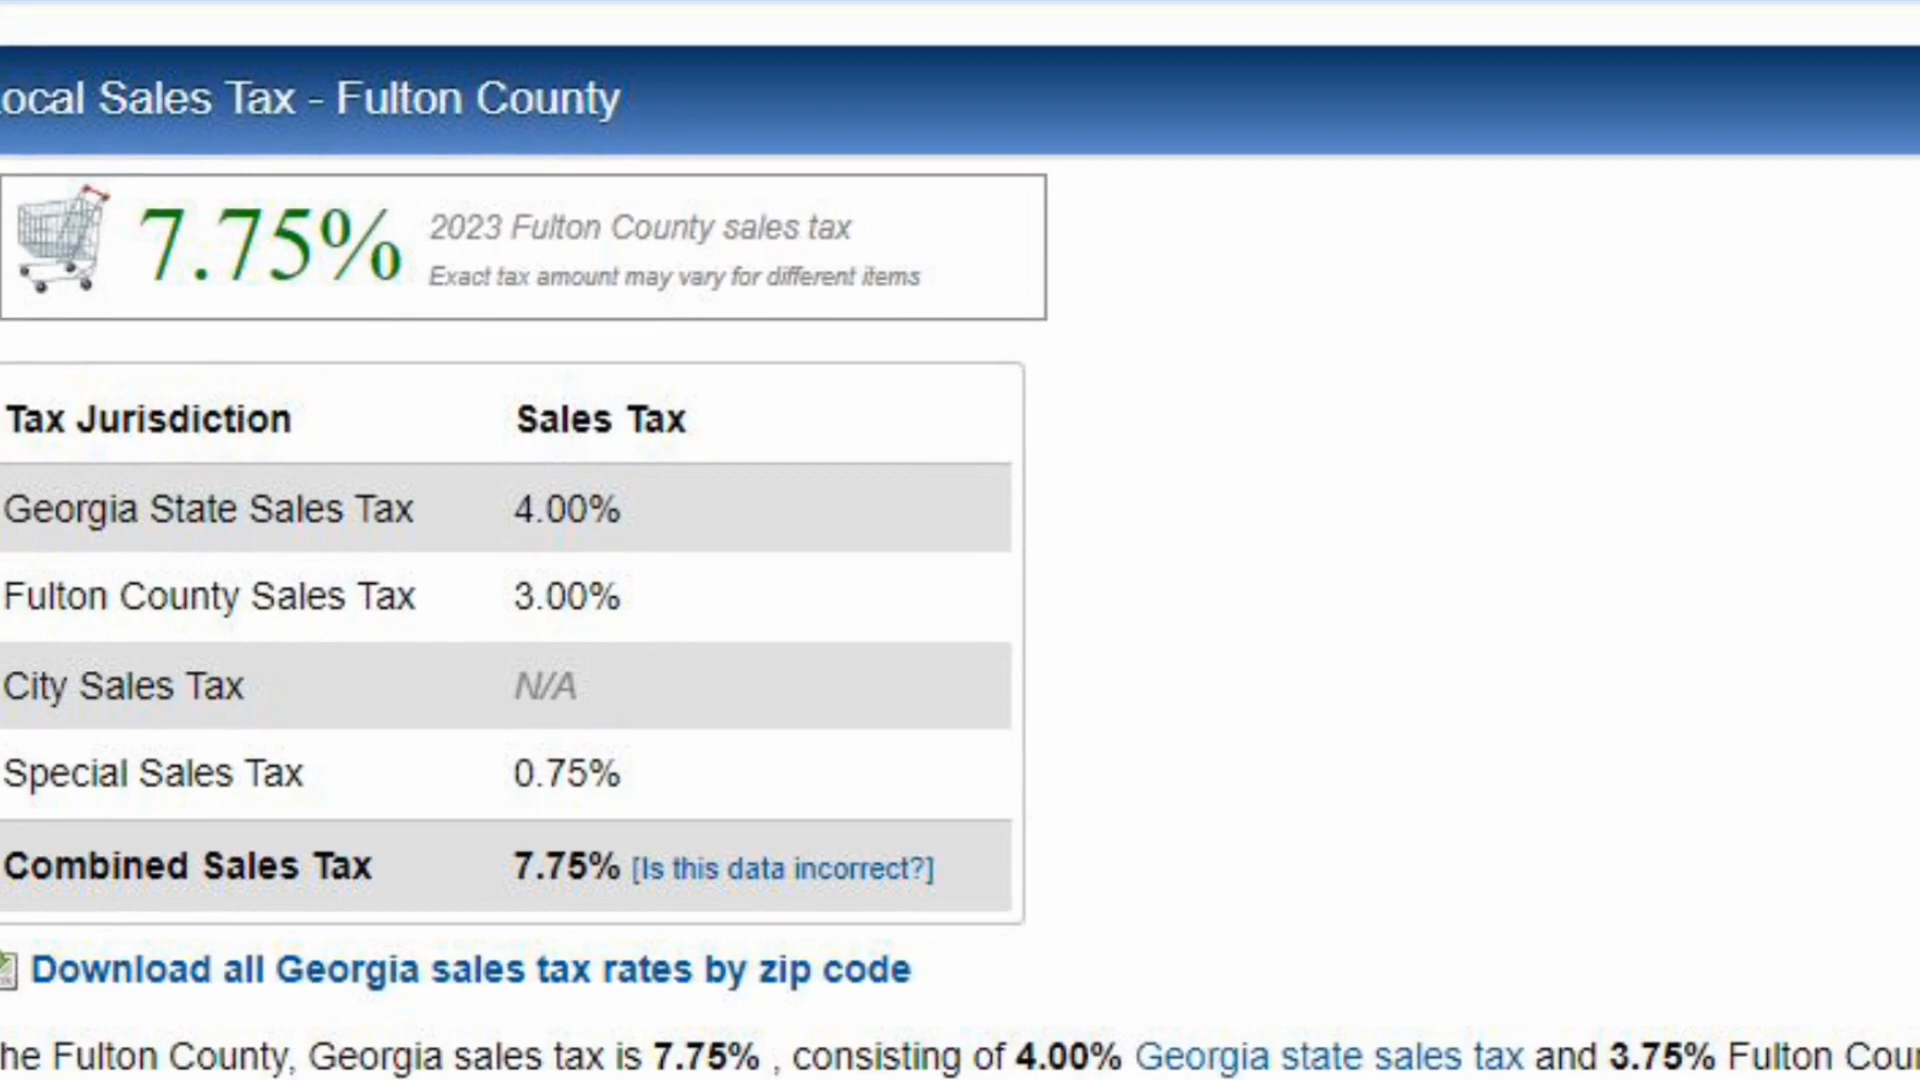 ocal Sales Tax - Fulton County
7.75%
2023 Fulton County sales tax
Exact tax amount may vary for different items
Tax Jurisdiction Sales Tax
Georgia State Sales Tax 4.00%
Fulton County Sales Tax 3.00%
City Sales Tax N/A
Special Sales Tax 0.75%
Combined Sales Tax 7.75% [Is this data incorrect?]
Download all Georgia sales tax rates by zip code
he Fulton County, Georgia sales tax is 7.75% , consisting of 4.00% Georgia state sales tax and 3.75% Fulton Cou